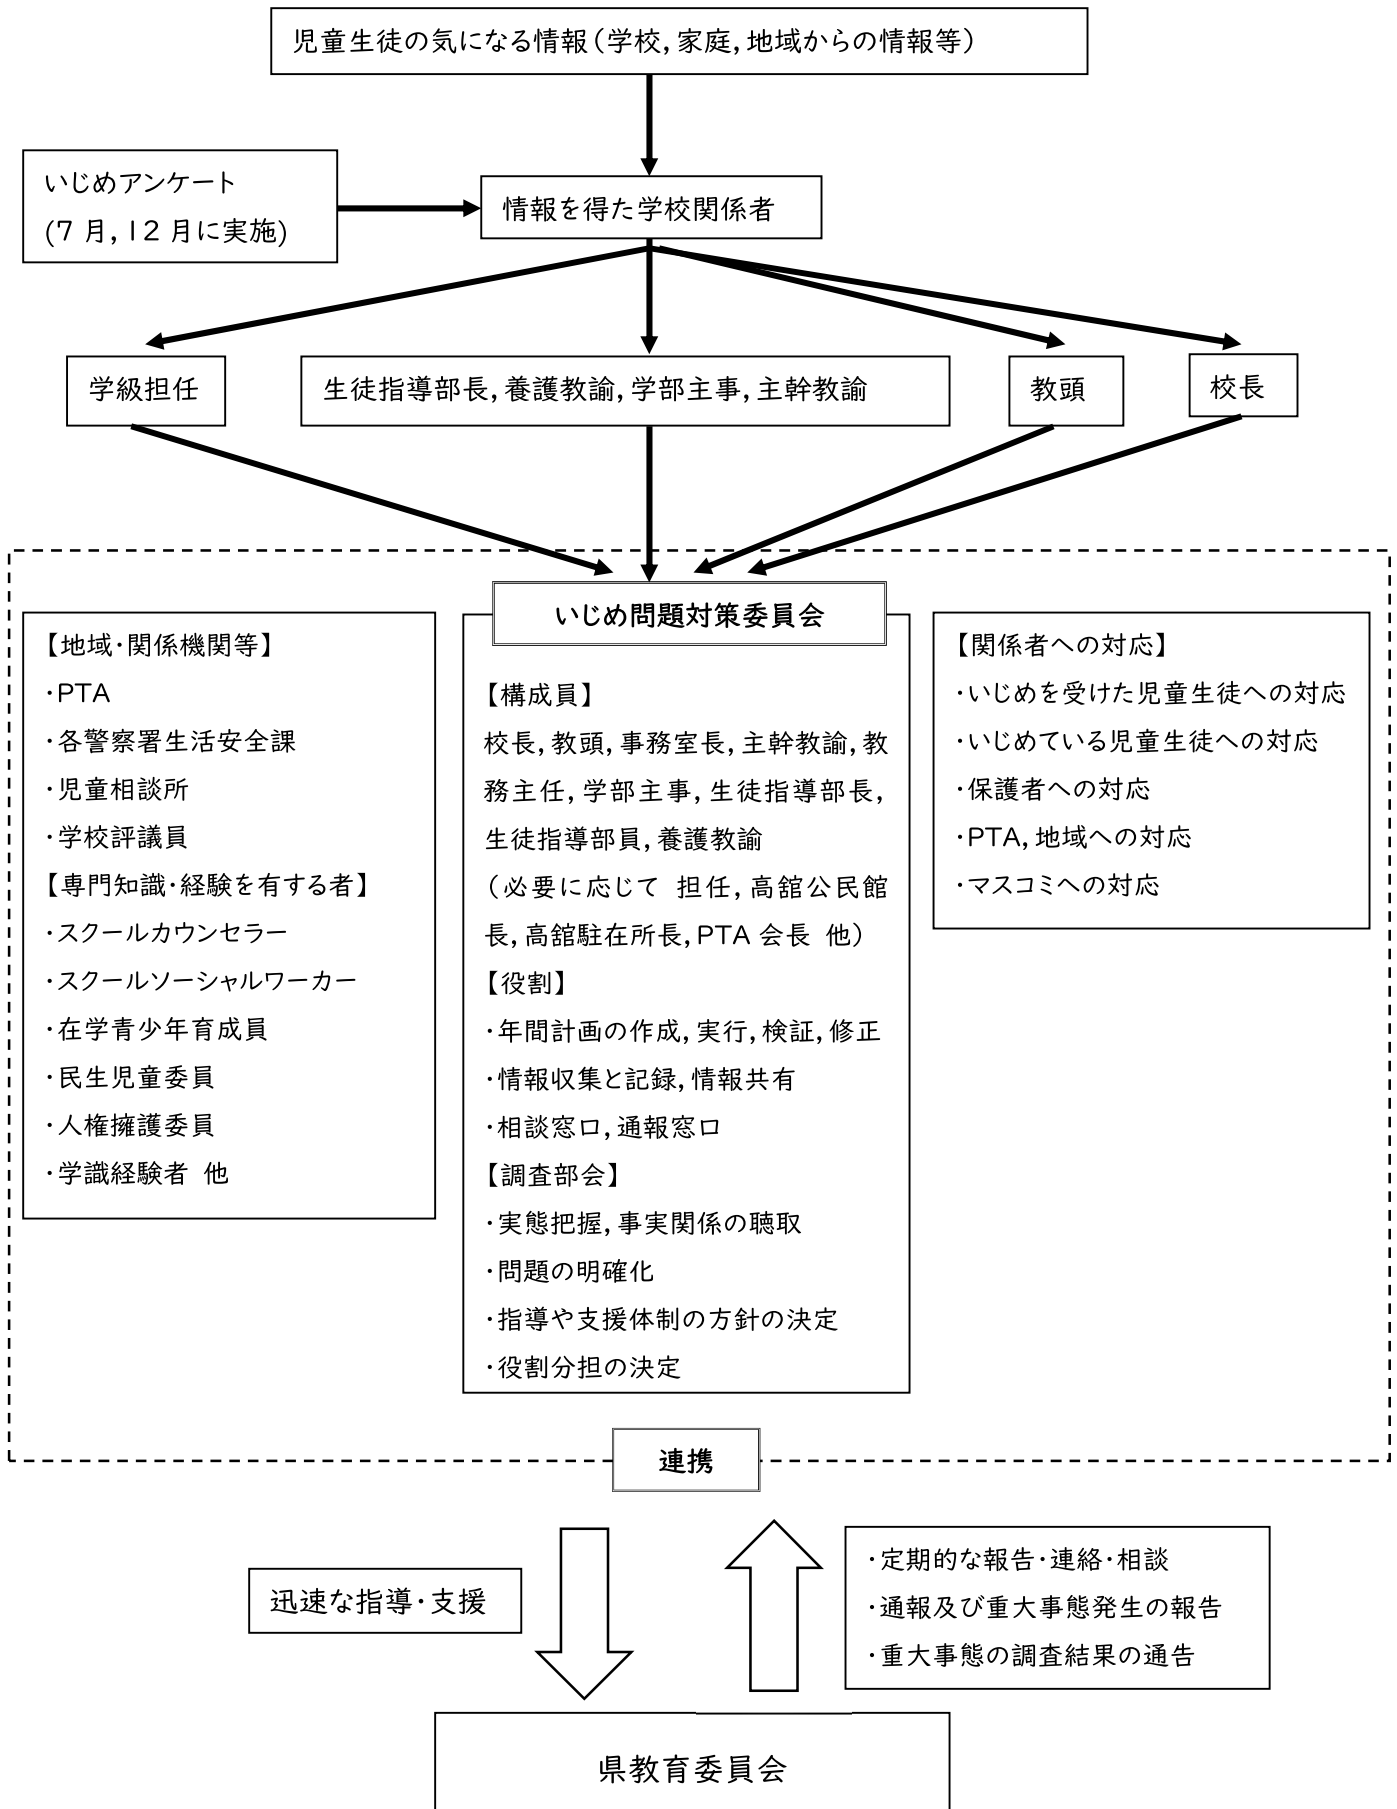 児童生徒の気になる情報（学校，家庭，地域からの情報等）
いじめアンケート
(7 月，12 月に実施)
情報を得た学校関係者
学級担任
生徒指導部長，養護教諭，学部主事，主幹教諭
教頭
校長
いじめ問題対策委員会
【地域・関係機関等】
・PTA
・各警察署生活安全課
・児童相談所
・学校評議員
【専門知識・経験を有する者】
・スクールカウンセラー
・スクールソーシャルワーカー
・在学青少年育成員
・民生児童委員
・人権擁護委員
・学識経験者 他
【構成員】
校長，教頭，事務室長，主幹教諭，教
務主任，学部主事，生徒指導部長，
生徒指導部員，養護教諭
（必要に応じて 担任，高舘公民館
長，高舘駐在所長，PTA 会長 他）
【役割】
・年間計画の作成，実行，検証，修正
・情報収集と記録，情報共有
・相談窓口，通報窓口
【調査部会】
・実態把握，事実関係の聴取
・問題の明確化
・指導や支援体制の方針の決定
・役割分担の決定
【関係者への対応】
・いじめを受けた児童生徒への対応
・いじめている児童生徒への対応
・保護者への対応
・PTA，地域への対応
・マスコミへの対応
連携
迅速な指導・支援
・定期的な報告・連絡・相談
・通報及び重大事態発生の報告
・重大事態の調査結果の通告
県教育委員会